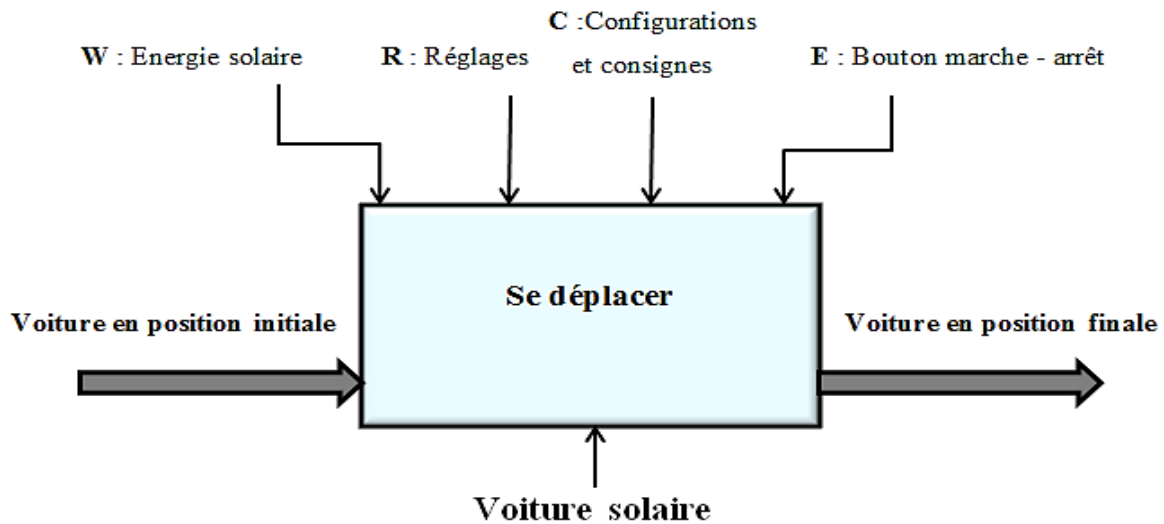 C :Configurations
et consignes
W : Energie solaire
R : Réglages
E : Bouton marche - arrêt
Se déplacer
Voiture en position initiale
Voiture en position finale
Voiture solaire